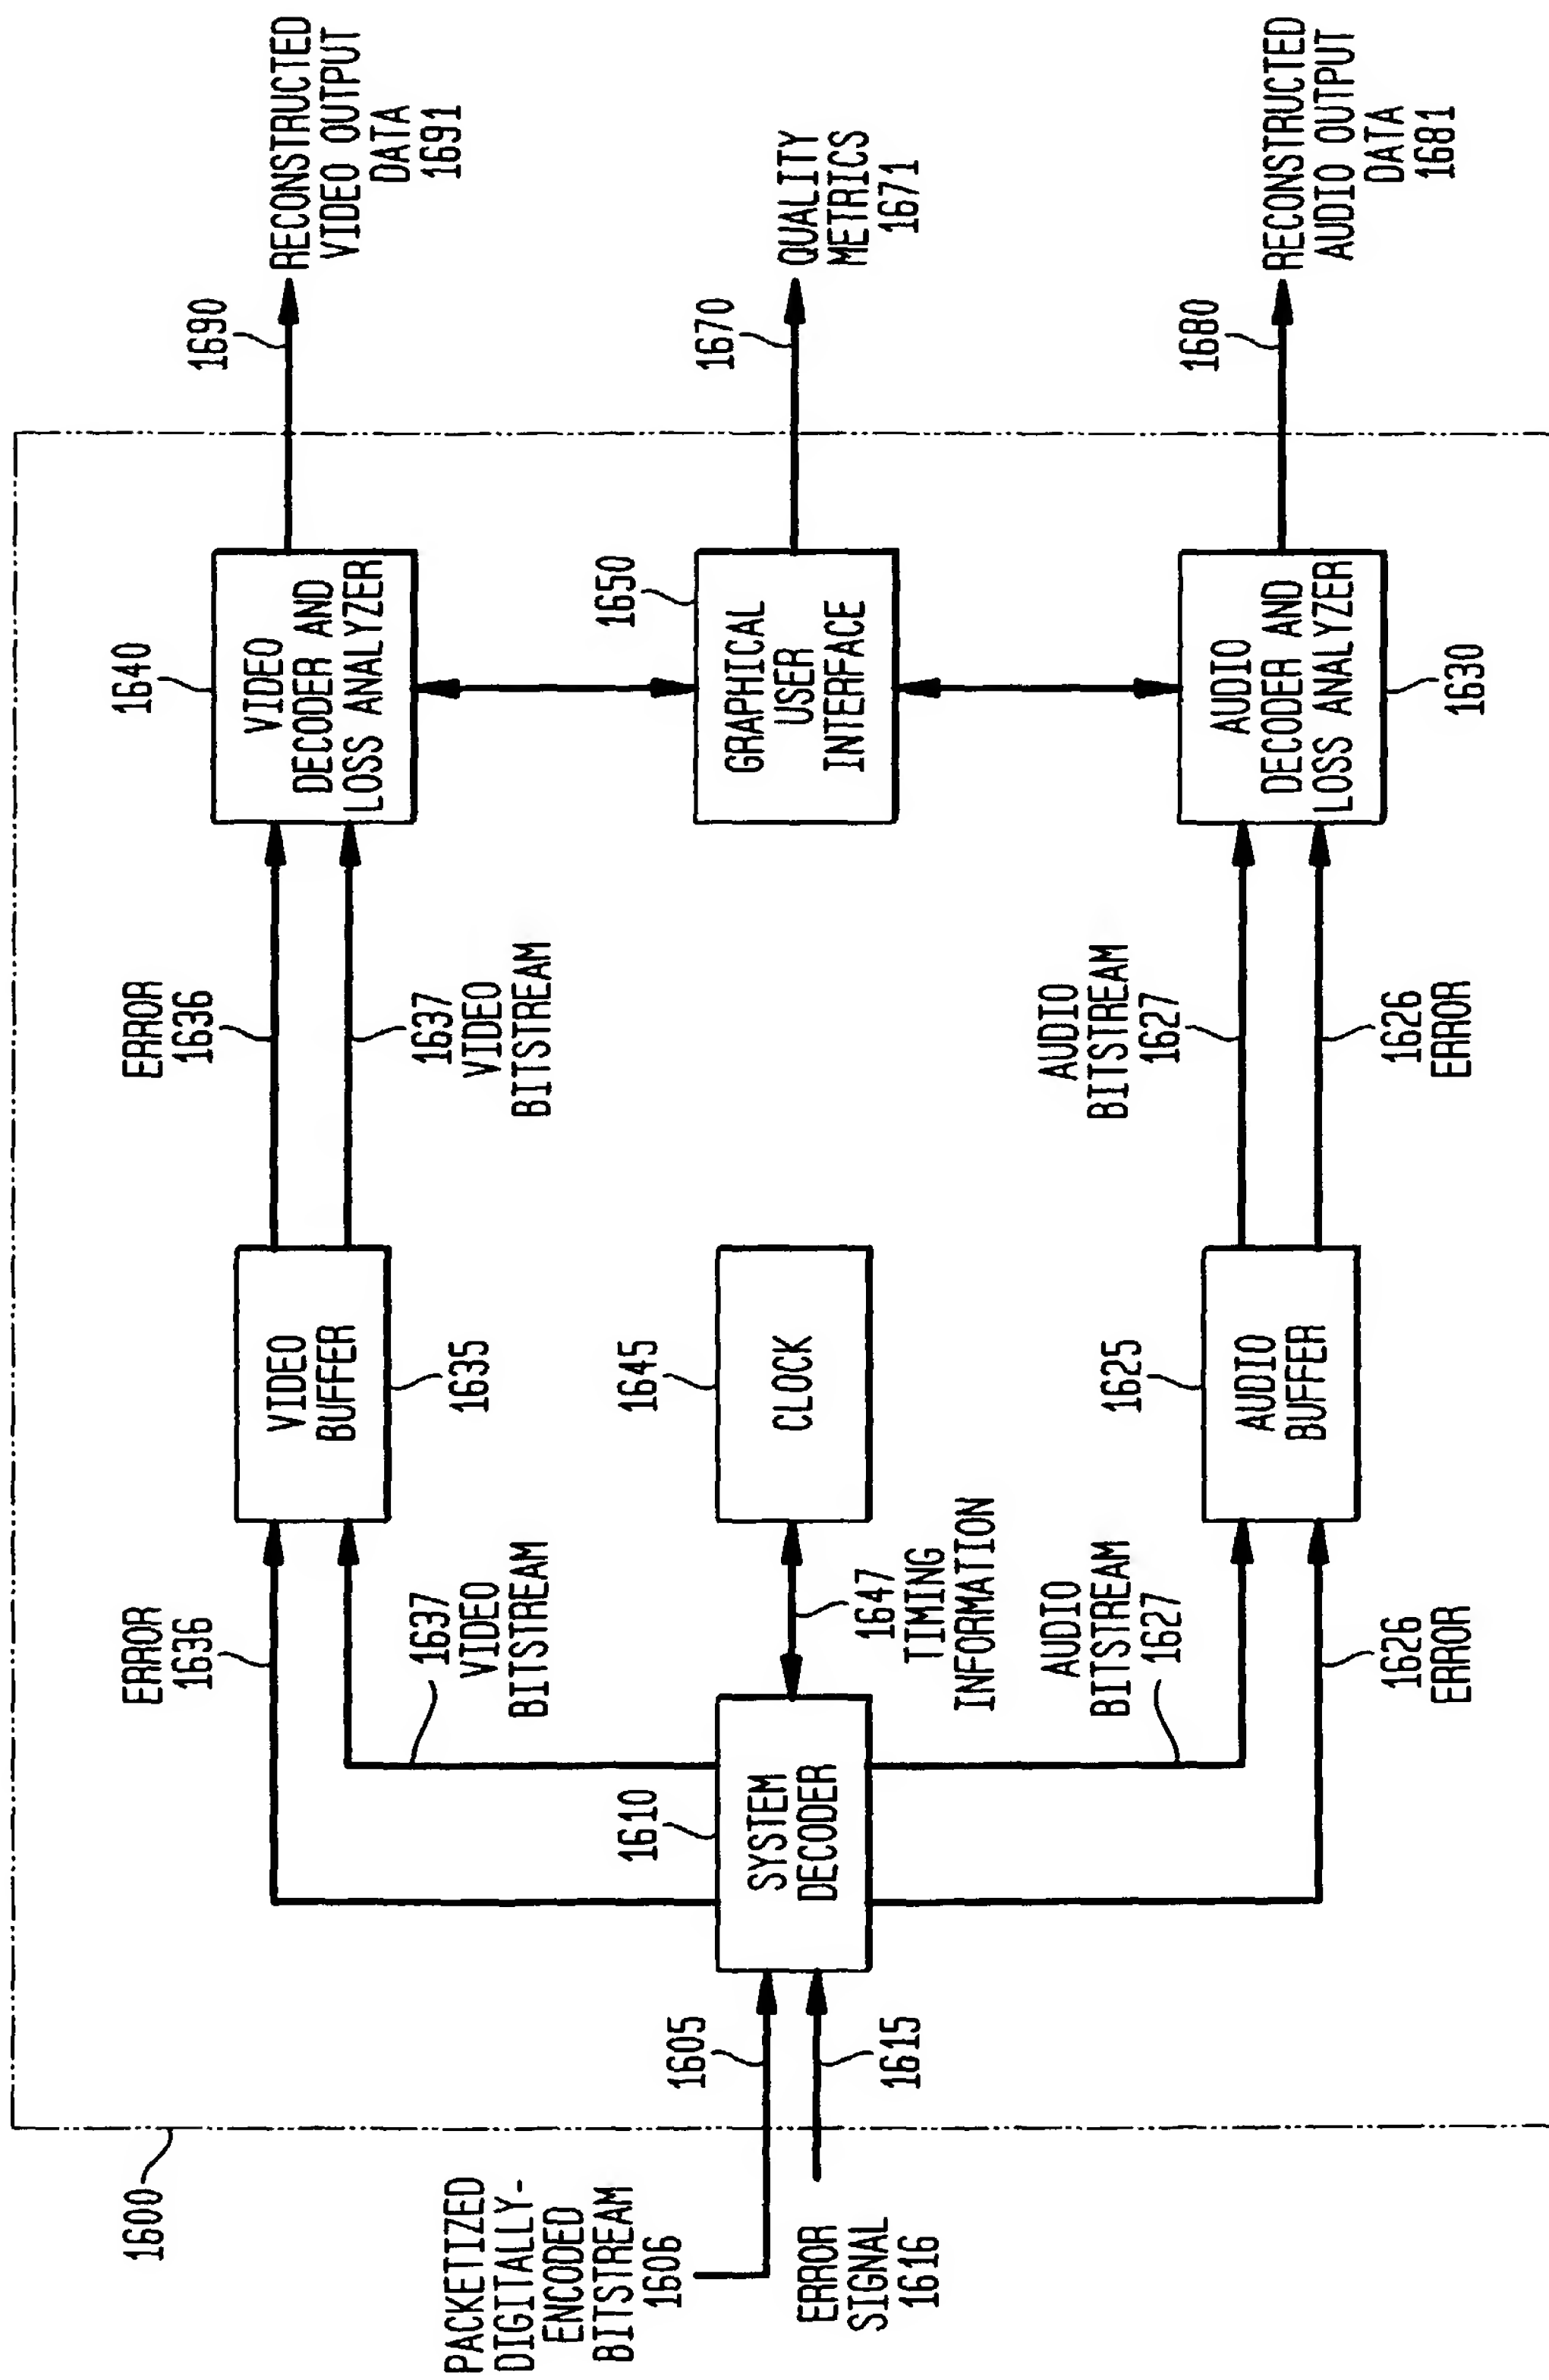 1600
PACKETIZED
DIGITALLY-
ENCODED
BITSTREAM
1606
ERROR
SIGNAL
1616
1605
1615
1610
SYSTEM
DECODER
ERROR
1636
1637
VIDEO
BITSTREAM
1647
TIMING
INFORMATION
AUDIO
BITSTREAM
1627
1626
ERROR
VIDEO
BUFFER
1635
1645
CLOCK
1625
AUDIO
BUFFER
ERROR
1636
1637
VIDEO
BITSTREAM
AUDIO
BITSTREAM
1627
1626
ERROR
1640
VIDEO
DECODER AND
LOSS ANALYZER
1650
GRAPHICAL
USER
INTERFACE
AUDIO
DECODER AND
LOSS ANALYZER
1630
1690
RECONSTRUCTED
VIDEO OUTPUT
DATA
1691
1670
QUALITY
METRICS
1671
1680
RECONSTRUCTED
AUDIO OUTPUT
DATA
1681